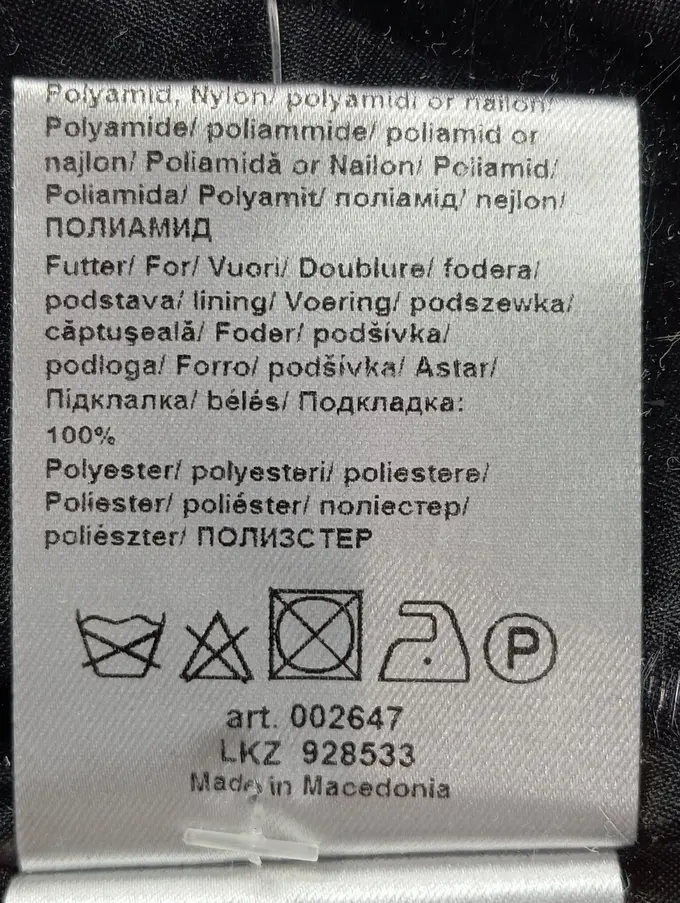 Polyamid, Nylon/ polyamidi or nailon/
Polyamide/ poliammide/ poliamid or
najlon/ Poliamidă or Nailon/ Poliamid/
Poliamida/ Polyamit/ поліамід/ nejlon/
ПОЛИАМИД
Futter/ For/ Vuori/ Doublure/ fodera/
podstava/ lining/ Voering/ podszewka/
căptuşeală/ Foder/ podšívka/
podloga/ Forro/ podšívka/ Astar/
Підклалка/ bélés/ Подкладка:
100%
Polyester/ polyesteri/ poliestere/
Poliester/ poliéster/ поліестер/
poliészter/ ПОЛИЗСТЕР
P
art. 002647
LKZ 928533
Made in Macedonia